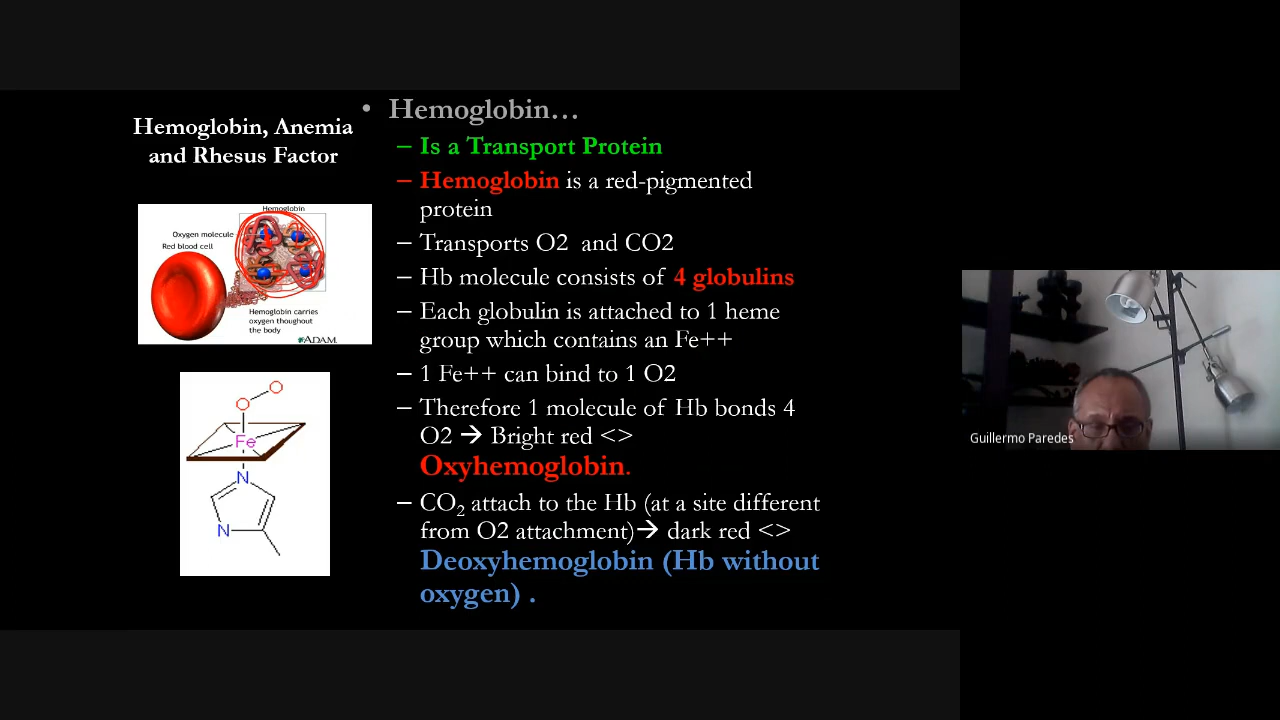 Hemoglobin, Anemia
and Rhesus Factor
Hemoglobin
Oxygen molecule
Red blood cell
Hemoglobin carries
oxygen thoughout
the body
ADAM.
O
O
Fe
N
N
• Hemoglobin…
– Is a Transport Protein
– Hemoglobin is a red-pigmented
protein
– Transports O2 and CO2
– Hb molecule consists of 4 globulins
– Each globulin is attached to 1 heme
group which contains an Fe++
– 1 Fe++ can bind to 1 O2
– Therefore 1 molecule of Hb bonds 4
O2 → Bright red <>
Oxyhemoglobin.
– CO₂ attach to the Hb (at a site different
from O2 attachment)→ dark red <>
Deoxyhemoglobin (Hb without
oxygen) .
Guillermo Paredes